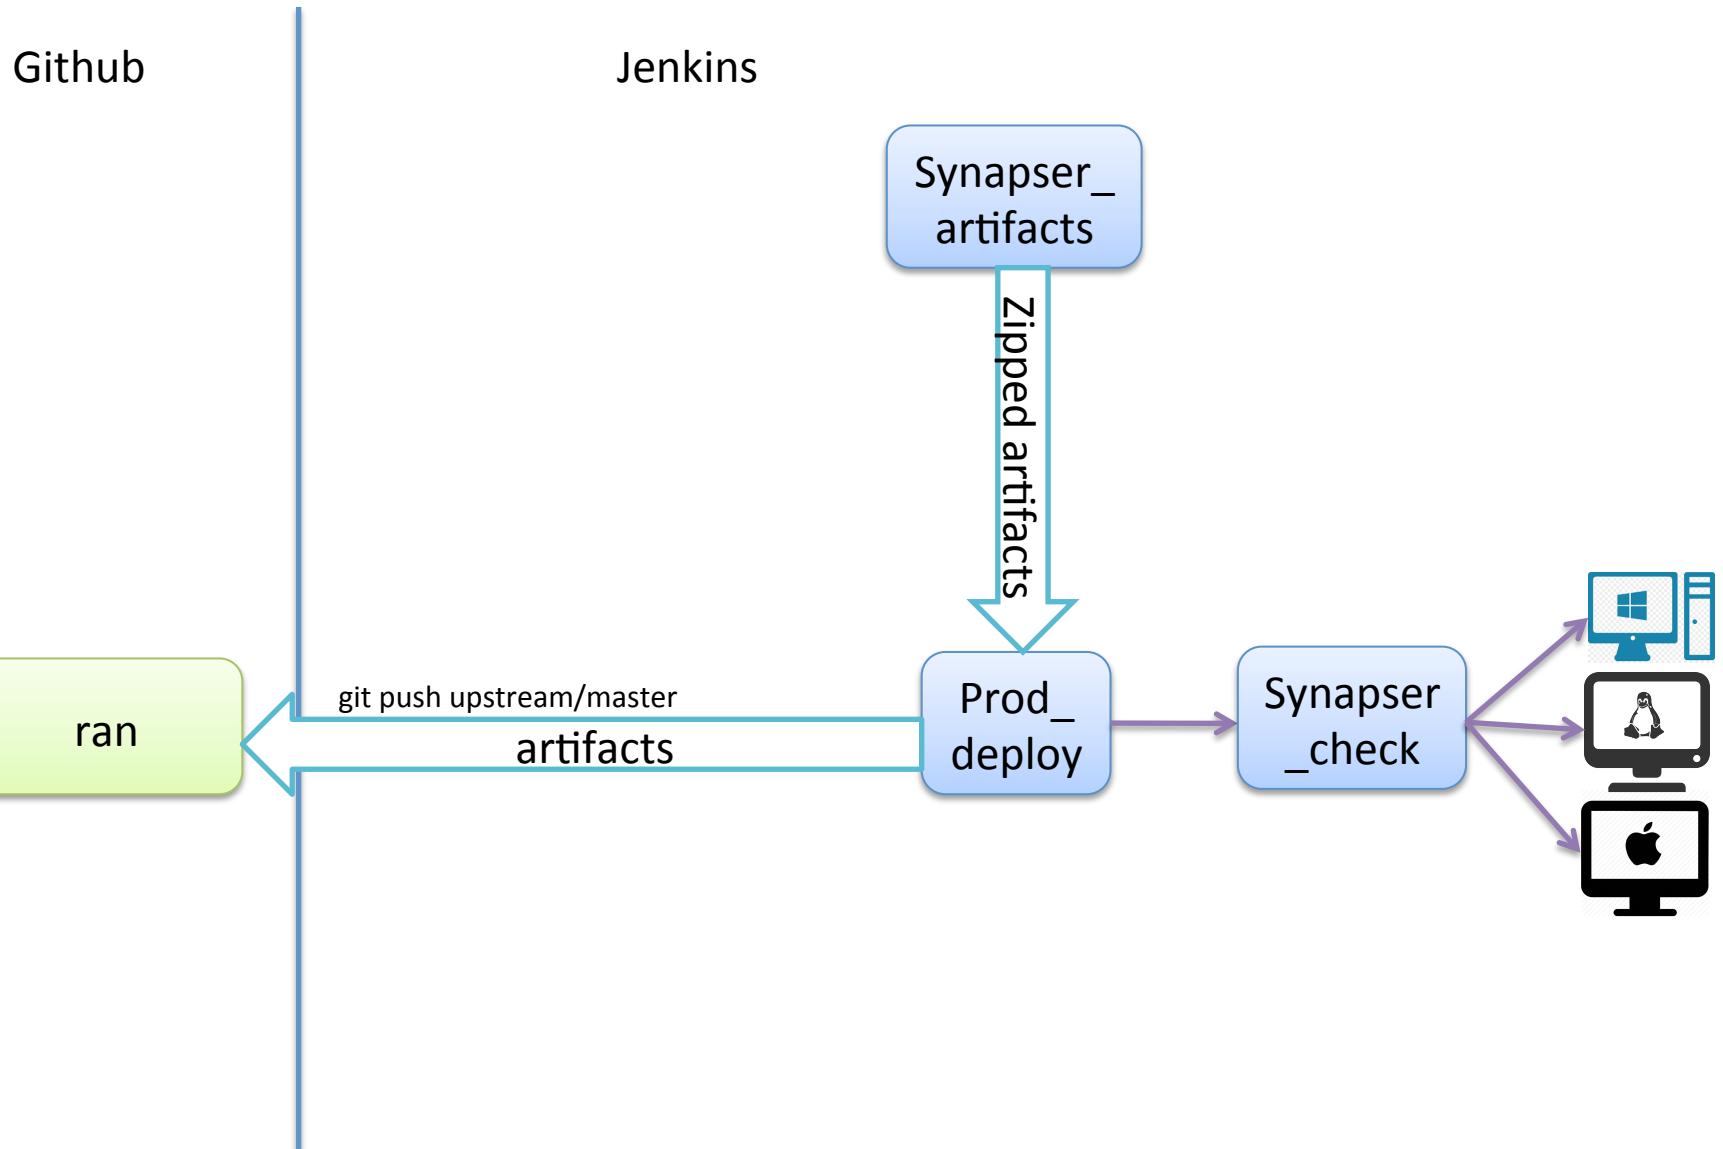 Github
Jenkins
Synapser_
artifacts
Zipped artifacts
ran
git push upstream/master
artifacts
Prod_
deploy
Synapser
_check